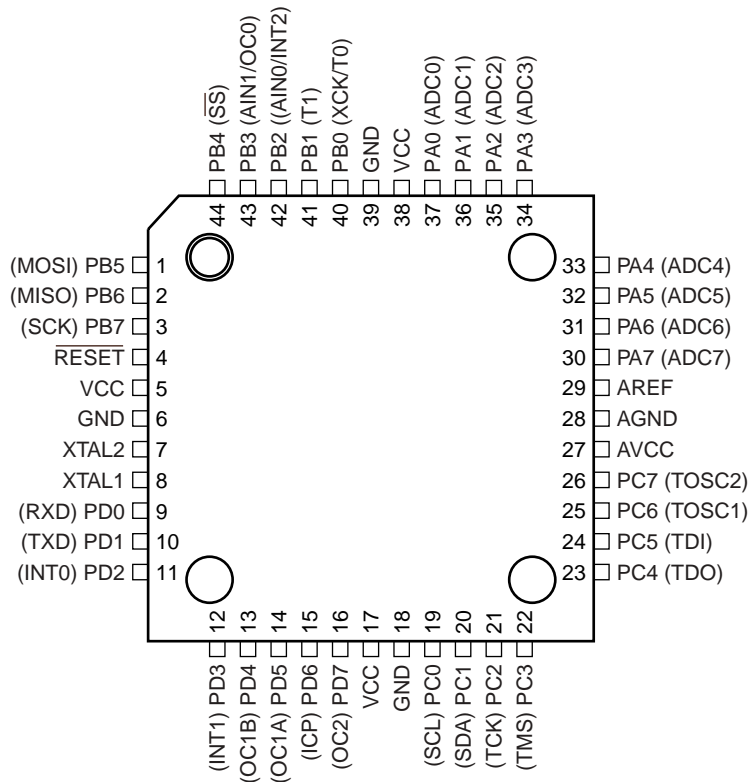 PB4 (S̅S̅)
PB3 (AIN1/OC0)
PB2 ((AIN0/INT2)
PB1 (T1)
PB0 (XCK/T0)
GND
VCC
PA0 (ADC0)
PA1 (ADC1)
PA2 (ADC2)
PA3 (ADC3)
44
43
42
41
40
39
38
37
36
35
34
(MOSI) PB5 1
(MISO) PB6 2
(SCK) PB7 3
R̅E̅S̅E̅T̅ 4
VCC 5
GND 6
XTAL2 7
XTAL1 8
(RXD) PD0 9
(TXD) PD1 10
(INT0) PD2 11
33 PA4 (ADC4)
32 PA5 (ADC5)
31 PA6 (ADC6)
30 PA7 (ADC7)
29 AREF
28 AGND
27 AVCC
26 PC7 (TOSC2)
25 PC6 (TOSC1)
24 PC5 (TDI)
23 PC4 (TDO)
12
13
14
15
16
17
18
19
20
21
22
(INT1) PD3
(OC1B) PD4
(OC1A) PD5
(ICP) PD6
(OC2) PD7
VCC
GND
(SCL) PC0
(SDA) PC1
(TCK) PC2
(TMS) PC3